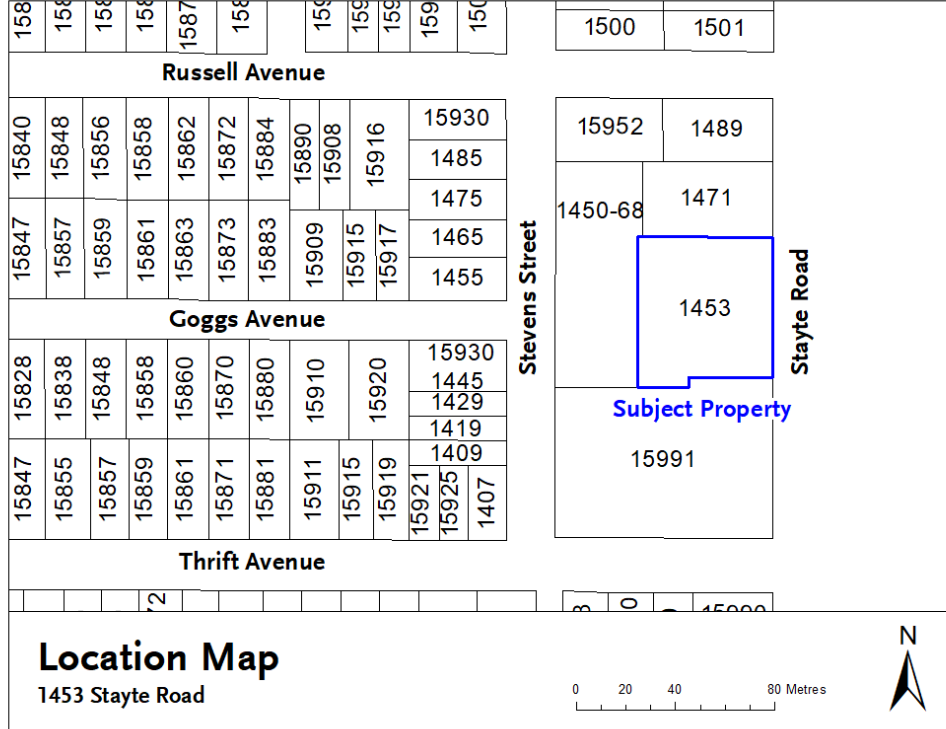 1500 1501
Russell Avenue
15840 15848 15856 15858 15862 15872 15884 15890 15908 15916 15930 15952 1489
1485
1475 1471
15847 15857 15859 15861 15863 15873 15883 15909 15915 15917 1465 1450-68
1455
Stevens Street
1453
Stayte Road
Goggs Avenue
15828 15838 15848 15858 15860 15870 15880 15910 15920 15930
1445
1429
1419
Subject Property
1409
15847 15855 15857 15859 15861 15871 15881 15911 15915 15919 15921 15925 1407 15991
Thrift Avenue
Location Map
1453 Stayte Road
0 20 40 80 Metres
N